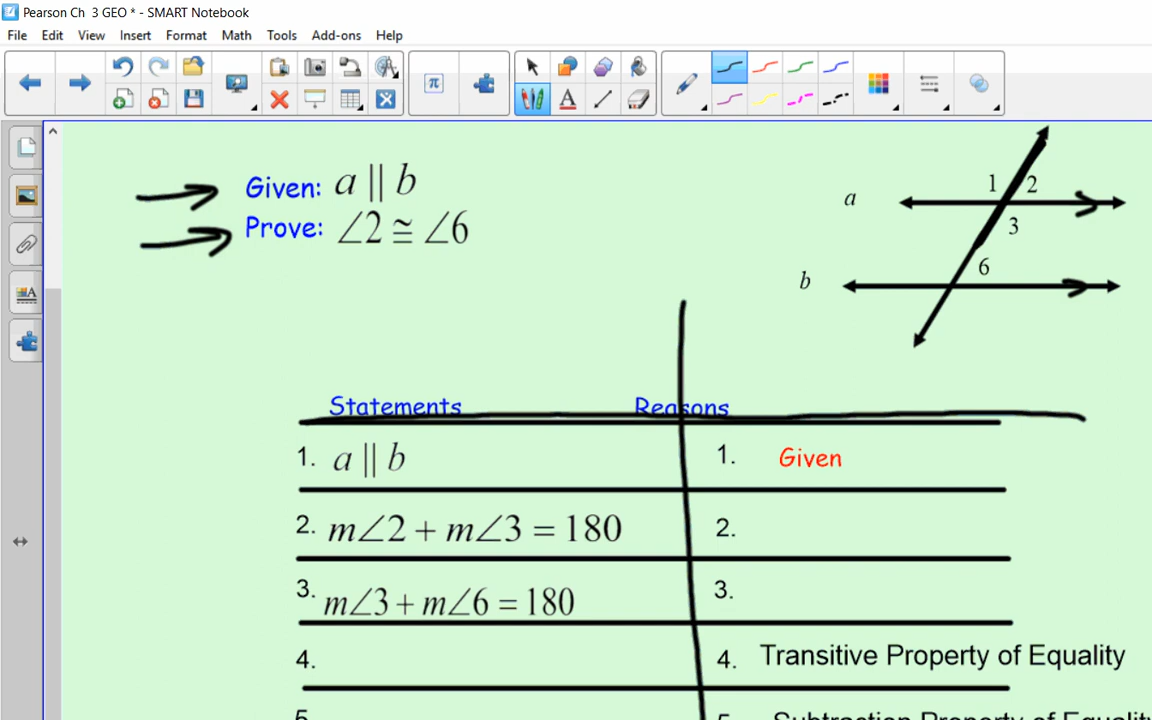 Pearson Ch 3 GEO * - SMART Notebook
File Edit View Insert Format Math Tools Add-ons Help
π
A
A
Given: a || b
Prove: ∠2 ≅ ∠6
1 2
a
3
6
b
Statements Reasons
1. a || b 1. Given
2. m∠2 + m∠3 = 180 2.
3. m∠3 + m∠6 = 180 3.
4. 4. Transitive Property of Equality
5. 5. Subtraction Property of Equality